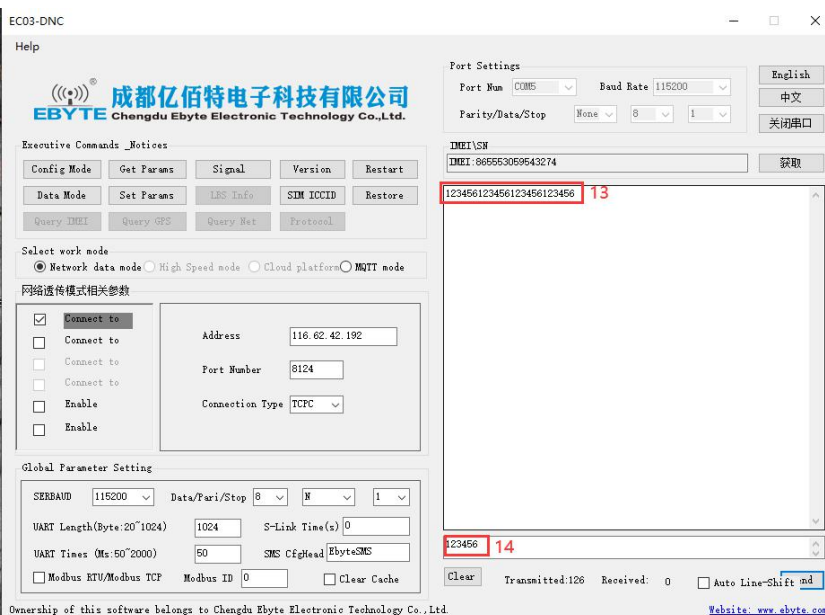 EC03-DNC
Help
® 成都亿佰特电子科技有限公司
EBYTE Chengdu Ebyte Electronic Technology Co.,Ltd.
Executive Commands _Notices
Config Mode Get Params Signal Version Restart
Data Mode Set Params LBS Info SIM ICCID Restore
Query IMEI Query GPS Query Net Protocol
Select work mode
Network data mode High Speed mode Cloud platform MQTT mode
网络透传模式相关参数
Connect to
Connect to
Connect to
Connect to
Enable
Enable
Address 116.62.42.192
Port Number 8124
Connection Type TCPC
Global Parameter Setting
SERBAUD 115200 Data/Pari/Stop 8 N 1
UART Length(Byte:20~1024) 1024 S-Link Time(s) 0
UART Times (Ms:50~2000) 50 SMS CfgHead EbyteSMS
Modbus RTU/Modbus TCP Modbus ID 0 Clear Cache
Port Settings
Port Num COM5 Baud Rate 115200
Parity/Data/Stop None 8 1
English
中文
关闭串口
IMEI\SN
IMEI:865553059543274 获取
123456123456123456123456 13
123456 14
Clear Transmitted:126 Received: 0 Auto Line-Shift nd
Ownership of this software belongs to Chengdu Ebyte Electronic Technology Co.,Ltd.
Website: www.ebyte.com